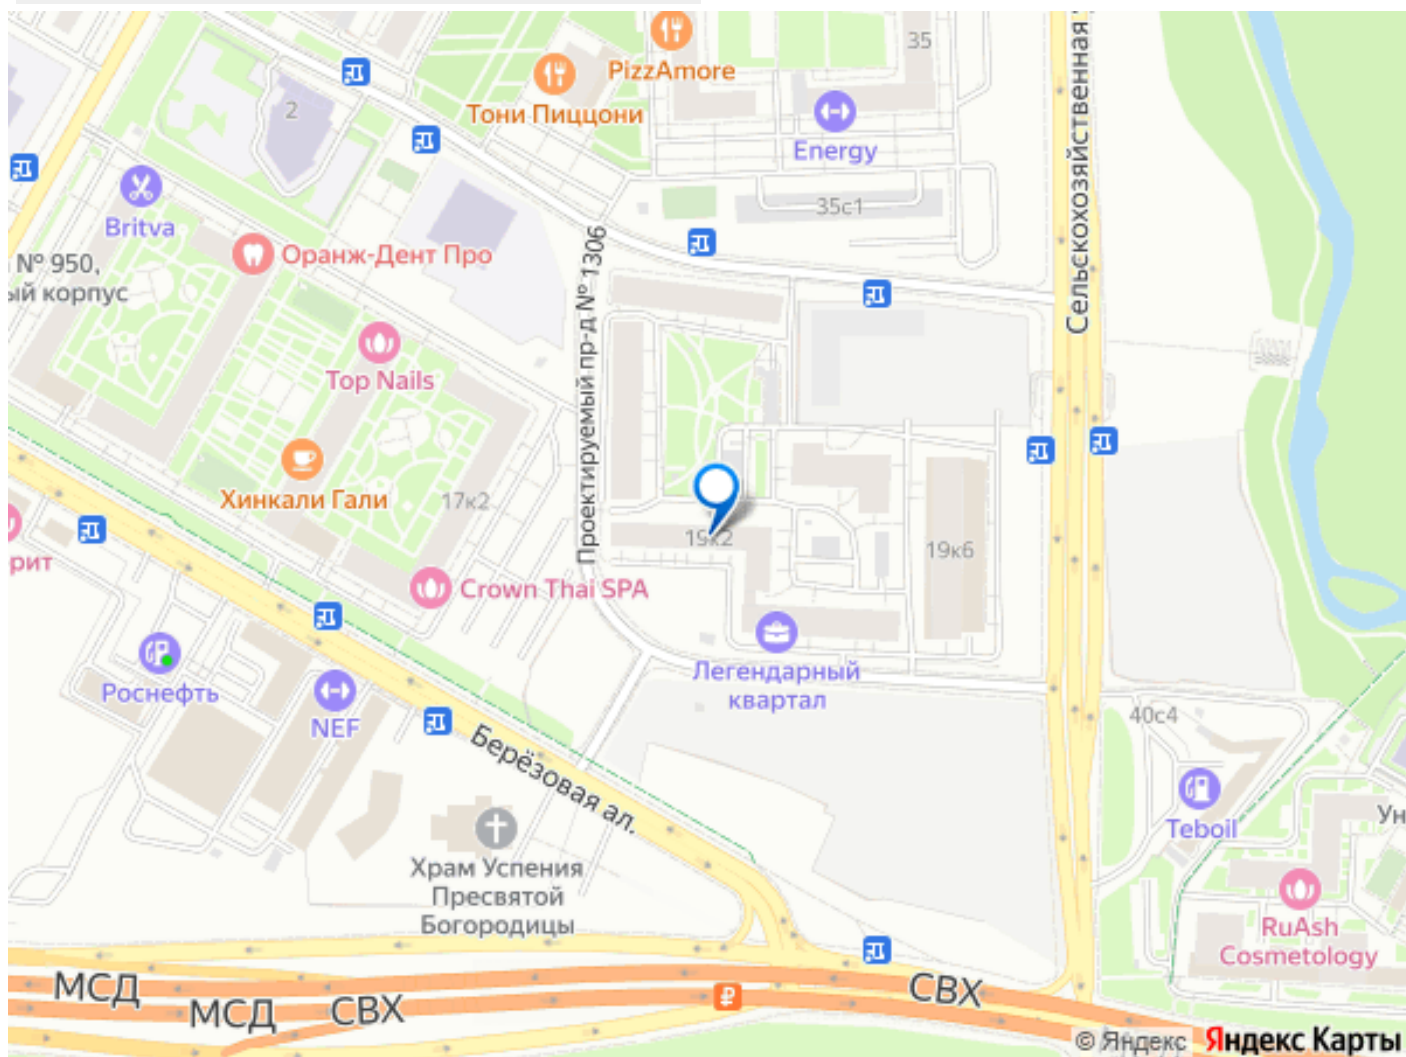 PizzAmore
35
Тони Пиццони
2
Energy
Сельскохозяйственная
Britva
35с1
Оранж-Дент Про
№ 950,
ый корпус
Проектируемый пр-д № 1306
Top Nails
Хинкали Гали
17к2
19к2
19к6
рит
Crown Thai SPA
Роснефть
Легендарный
квартал
NEF
40с4
Берёзовая ал.
Teboil
Ун
Храм Успения
Пресвятой
Богородицы
RuAsh
Cosmetology
МСД
МСД
СВХ
СВХ
© Яндекс Яндекс Карты